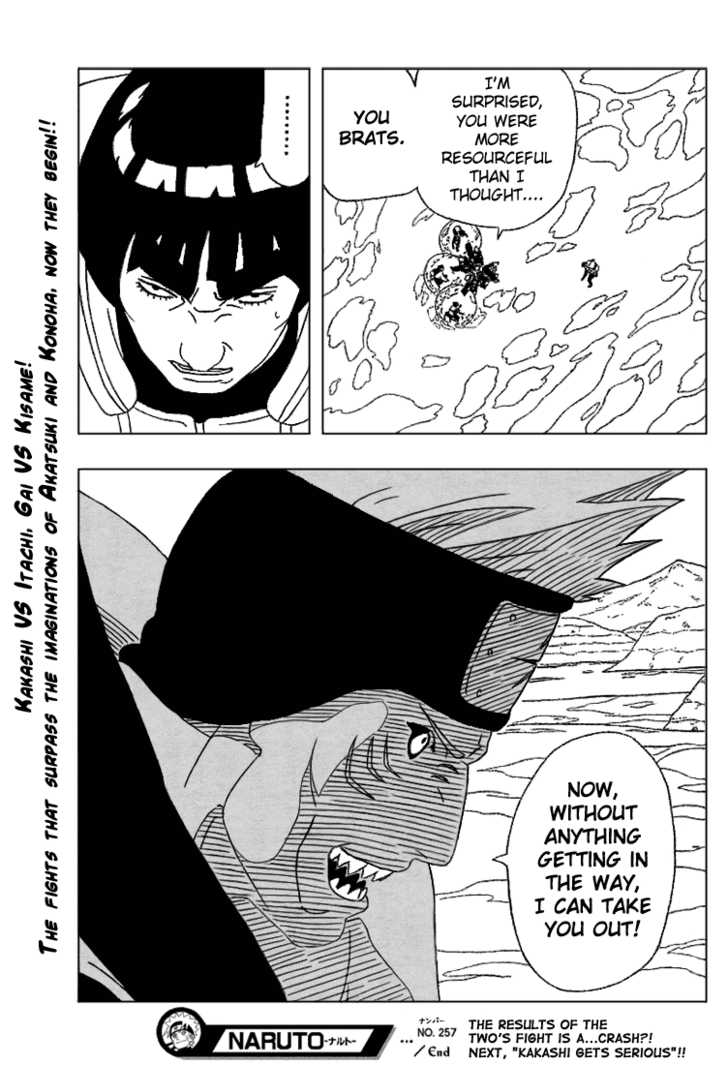 I'M
SURPRISED,
YOU WERE
MORE
RESOURCEFUL
THAN I
THOUGHT....
YOU
BRATS.
........
NOW,
WITHOUT
ANYTHING
GETTING IN
THE WAY,
I CAN TAKE
YOU OUT!
KAKASHI VS ITACHI, GAI VS KISAME!
THE FIGHTS THAT SURPASS THE IMAGINATIONS OF AKATSUKI AND KONOHA, NOW THEY BEGIN!!
NARUTO-ナルト-
...
ナンバー
NO. 257
/End
THE RESULTS OF THE
TWO'S FIGHT IS A...CRASH?!
NEXT, "KAKASHI GETS SERIOUS"!!